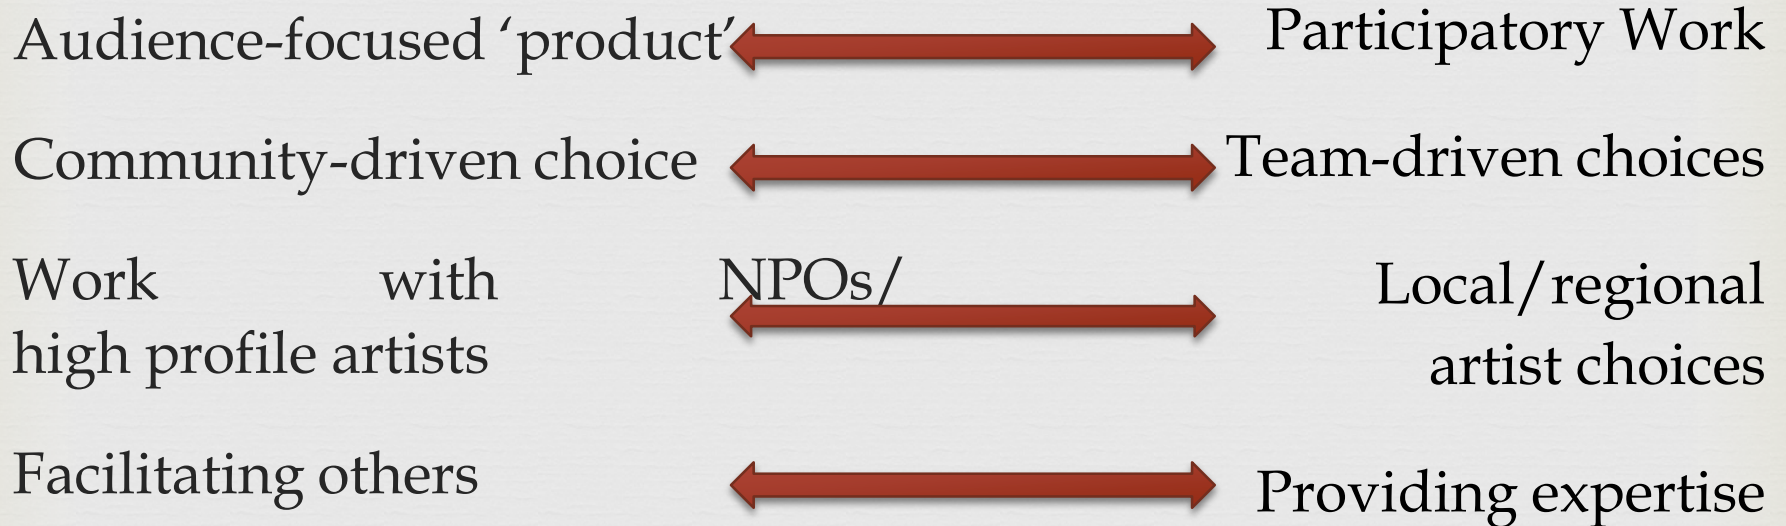 Audience-focused ‘product’
Participatory Work
Community-driven choice
Team-driven choices
Work with NPOs/
high profile artists
Local/regional
artist choices
Facilitating others
Providing expertise